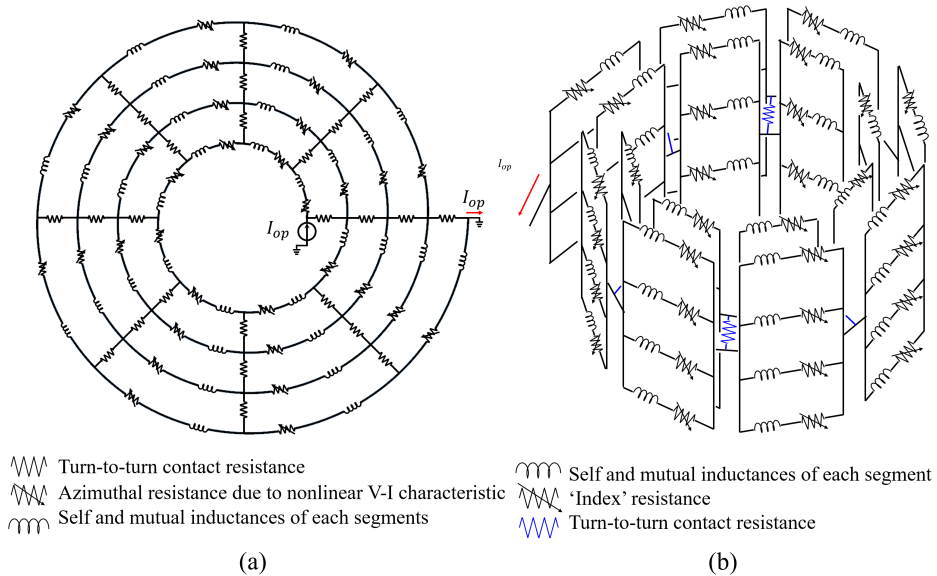 I_op
I_op
I_op
Turn-to-turn contact resistance
Azimuthal resistance due to nonlinear V-I characteristic
Self and mutual inductances of each segments
Self and mutual inductances of each segment
‘Index’ resistance
Turn-to-turn contact resistance
(a)
(b)